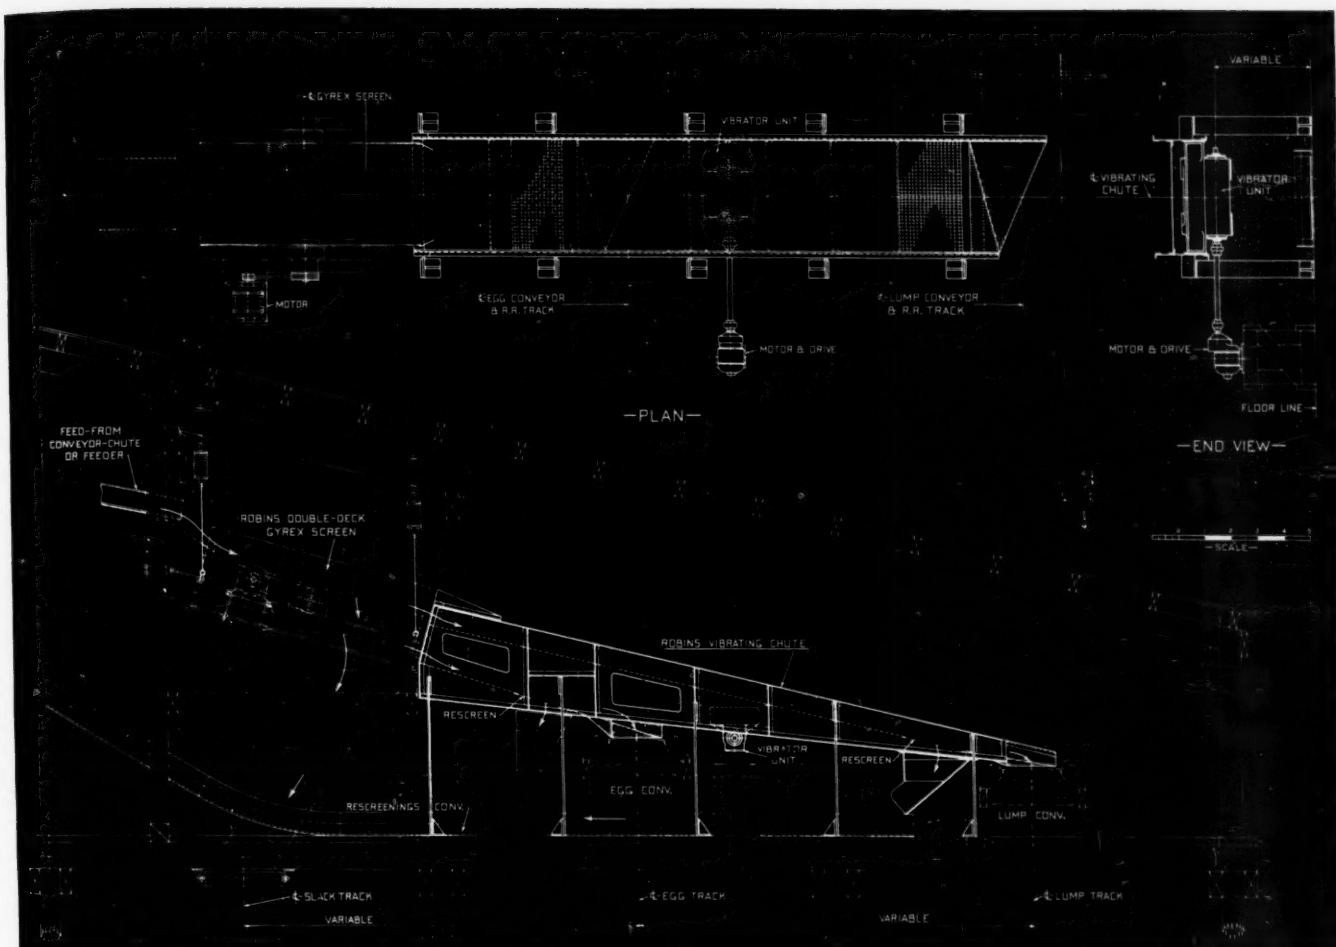 VARIABLE
℄ GYREX SCREEN
VIBRATOR UNIT
℄ VIBRATING
CHUTE
VIBRATOR
UNIT
MOTOR
℄ EGG CONVEYOR
& R.R. TRACK
℄ LUMP CONVEYOR
& R.R. TRACK
MOTOR & DRIVE
MOTOR & DRIVE
FLOOR LINE
—PLAN—
—END VIEW—
FEED-FROM
CONVEYOR-CHUTE
OR FEEDER
ROBINS DOUBLE-DECK
GYREX SCREEN
—SCALE—
ROBINS VIBRATING CHUTE
RESCREEN
VIBRATOR
UNIT
RESCREEN
EGG CONV.
RESCREENINGS CONV.
LUMP CONV.
℄ SLACK TRACK
℄ EGG TRACK
℄ LUMP TRACK
VARIABLE
VARIABLE